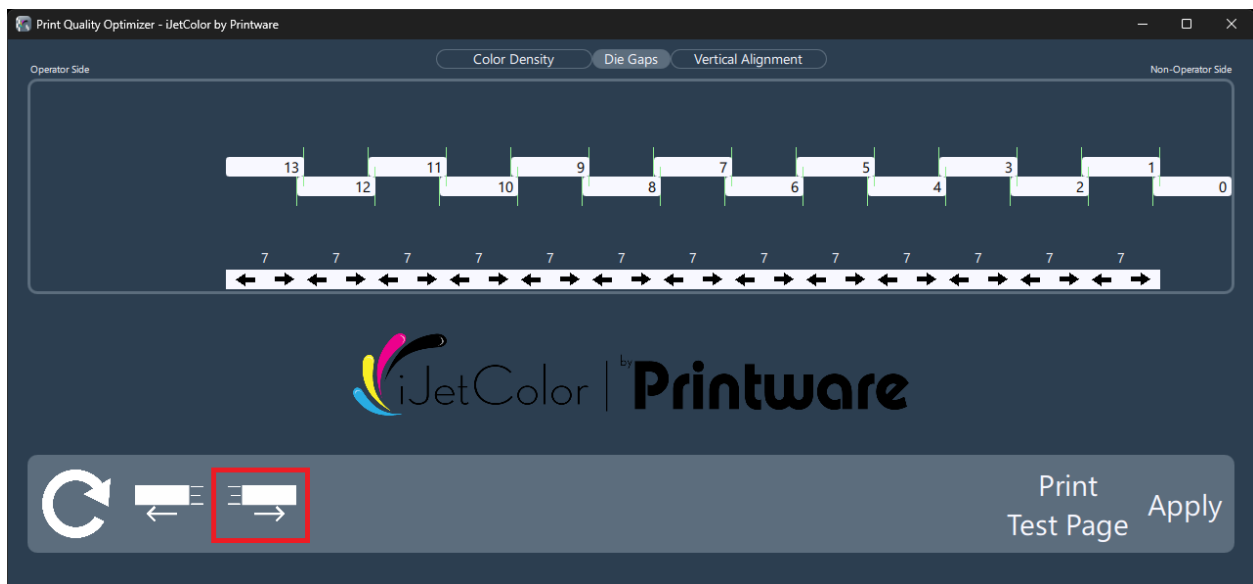 Print Quality Optimizer - iJetColor by Printware
Color Density Die Gaps Vertical Alignment
Operator Side Non-Operator Side
13 11 9 7 5 3 1
12 10 8 6 4 2 0
7 7 7 7 7 7 7 7 7 7 7 7 7
iJetColor | by Printware
Print
Test Page
Apply